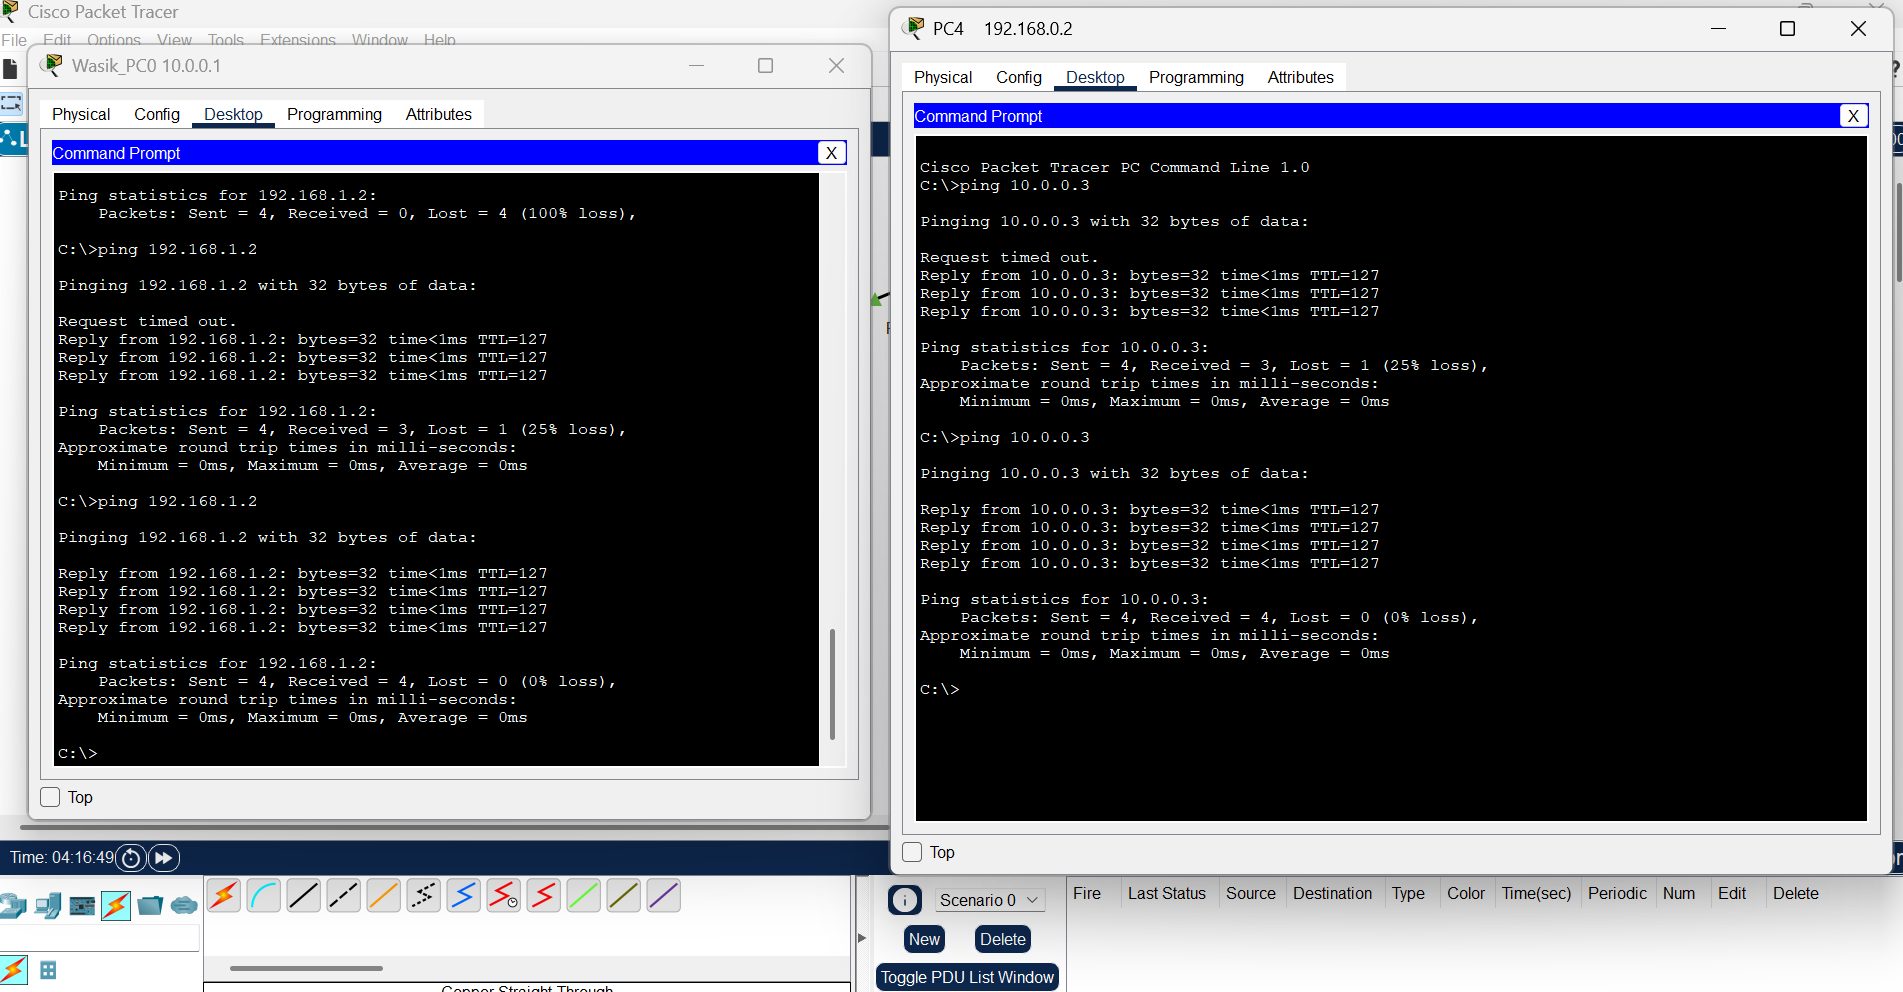 Cisco Packet Tracer
File Edit Options View Tools Extensions Window Help
Wasik_PC0 10.0.0.1
Physical Config Desktop Programming Attributes
Command Prompt
X
Ping statistics for 192.168.1.2:
Packets: Sent = 4, Received = 0, Lost = 4 (100% loss),
C:\>ping 192.168.1.2
Pinging 192.168.1.2 with 32 bytes of data:
Request timed out.
Reply from 192.168.1.2: bytes=32 time<1ms TTL=127
Reply from 192.168.1.2: bytes=32 time<1ms TTL=127
Reply from 192.168.1.2: bytes=32 time<1ms TTL=127
Ping statistics for 192.168.1.2:
Packets: Sent = 4, Received = 3, Lost = 1 (25% loss),
Approximate round trip times in milli-seconds:
Minimum = 0ms, Maximum = 0ms, Average = 0ms
C:\>ping 192.168.1.2
Pinging 192.168.1.2 with 32 bytes of data:
Reply from 192.168.1.2: bytes=32 time<1ms TTL=127
Reply from 192.168.1.2: bytes=32 time<1ms TTL=127
Reply from 192.168.1.2: bytes=32 time<1ms TTL=127
Reply from 192.168.1.2: bytes=32 time<1ms TTL=127
Ping statistics for 192.168.1.2:
Packets: Sent = 4, Received = 4, Lost = 0 (0% loss),
Approximate round trip times in milli-seconds:
Minimum = 0ms, Maximum = 0ms, Average = 0ms
C:\>
Top
PC4 192.168.0.2
Physical Config Desktop Programming Attributes
Command Prompt
X
Cisco Packet Tracer PC Command Line 1.0
C:\>ping 10.0.0.3
Pinging 10.0.0.3 with 32 bytes of data:
Request timed out.
Reply from 10.0.0.3: bytes=32 time<1ms TTL=127
Reply from 10.0.0.3: bytes=32 time<1ms TTL=127
Reply from 10.0.0.3: bytes=32 time<1ms TTL=127
Ping statistics for 10.0.0.3:
Packets: Sent = 4, Received = 3, Lost = 1 (25% loss),
Approximate round trip times in milli-seconds:
Minimum = 0ms, Maximum = 0ms, Average = 0ms
C:\>ping 10.0.0.3
Pinging 10.0.0.3 with 32 bytes of data:
Reply from 10.0.0.3: bytes=32 time<1ms TTL=127
Reply from 10.0.0.3: bytes=32 time<1ms TTL=127
Reply from 10.0.0.3: bytes=32 time<1ms TTL=127
Reply from 10.0.0.3: bytes=32 time<1ms TTL=127
Ping statistics for 10.0.0.3:
Packets: Sent = 4, Received = 4, Lost = 0 (0% loss),
Approximate round trip times in milli-seconds:
Minimum = 0ms, Maximum = 0ms, Average = 0ms
C:\>
Top
Time: 04:16:49
Scenario 0
New Delete
Toggle PDU List Window
Fire Last Status Source Destination Type Color Time(sec) Periodic Num Edit Delete
Copper Straight-Through